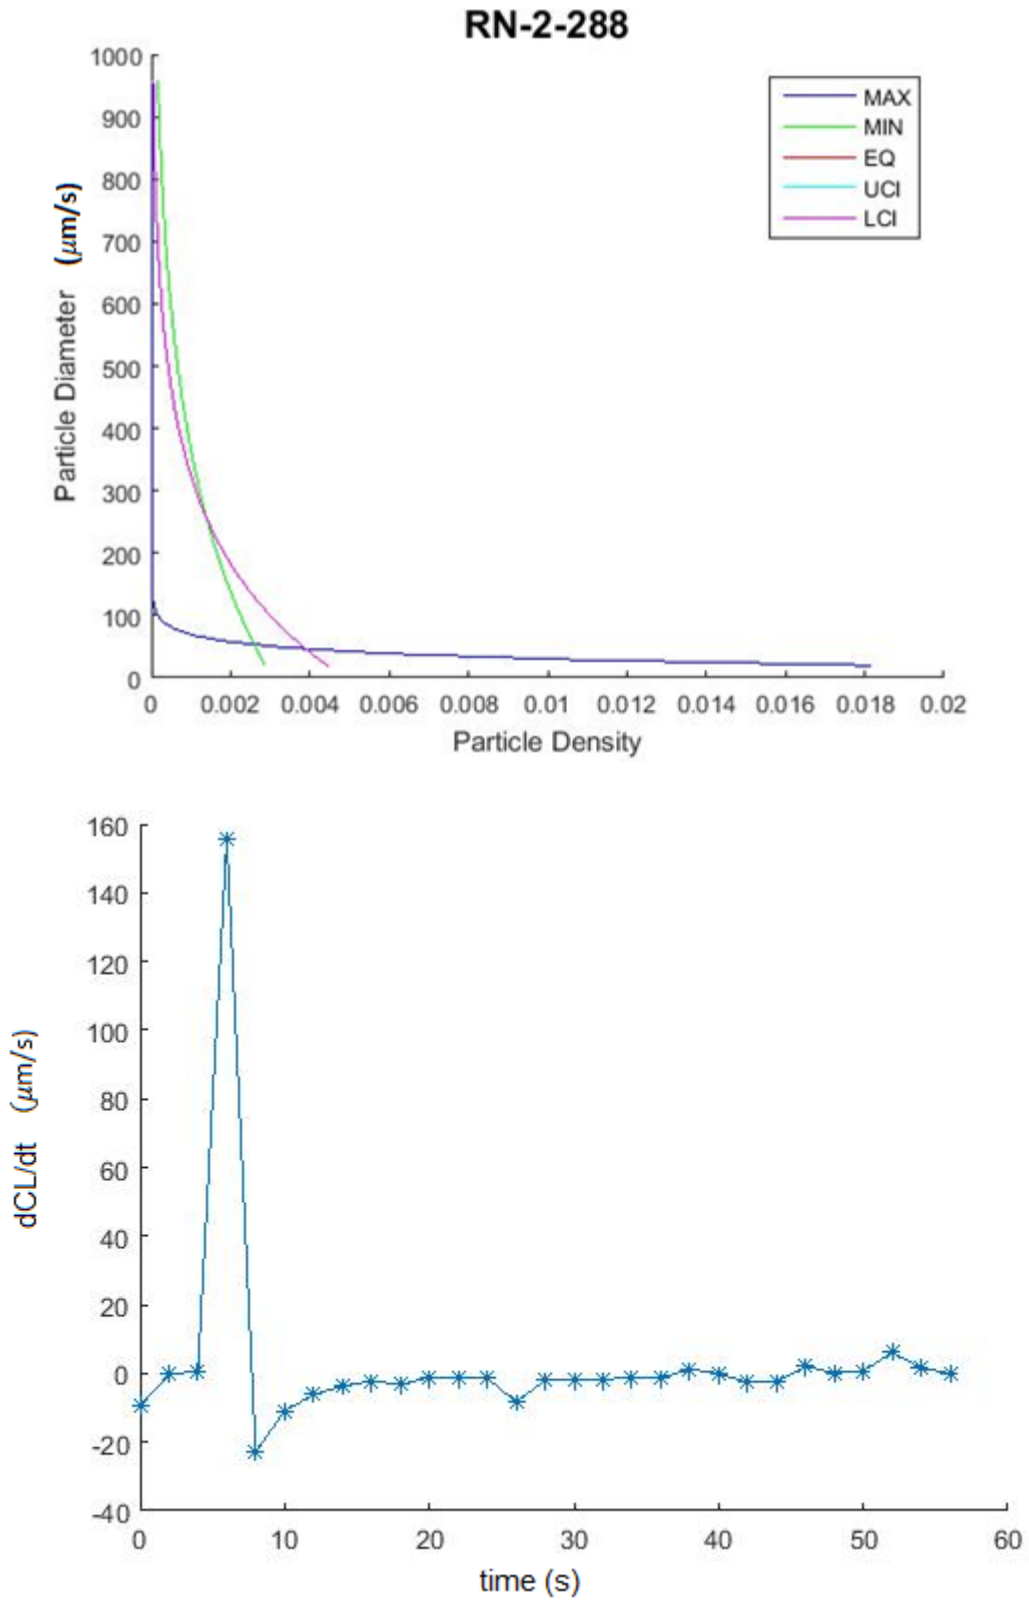 RN-2-288
1000
900
800
700
600
500
400
300
200
100
0
Particle Diameter (μm/s)
MAX
MIN
EQ
UCI
LCI
0 0.002 0.004 0.006 0.008 0.01 0.012 0.014 0.016 0.018 0.02
Particle Density
160
140
120
100
80
60
40
20
0
-20
-40
dCL/dt (μm/s)
0 10 20 30 40 50 60
time (s)